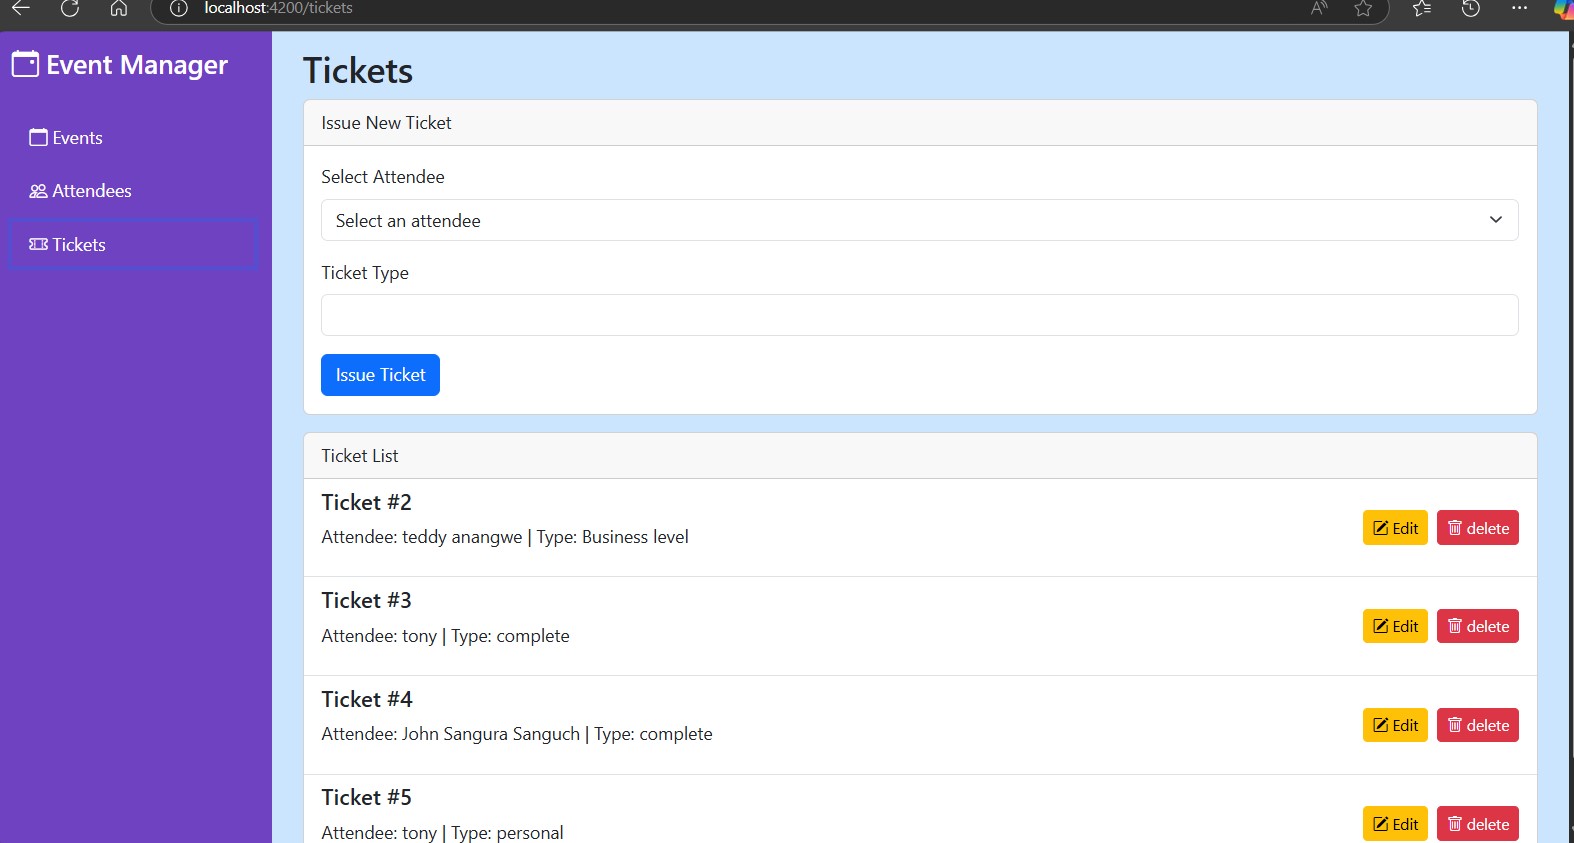 localhost:4200/tickets
Event Manager
Events
Attendees
Tickets
Tickets
Issue New Ticket
Select Attendee
Select an attendee
Ticket Type
Issue Ticket
Ticket List
Ticket #2
Attendee: teddy anangwe | Type: Business level
Edit
delete
Ticket #3
Attendee: tony | Type: complete
Edit
delete
Ticket #4
Attendee: John Sangura Sanguch | Type: complete
Edit
delete
Ticket #5
Attendee: tony | Type: personal
Edit
delete